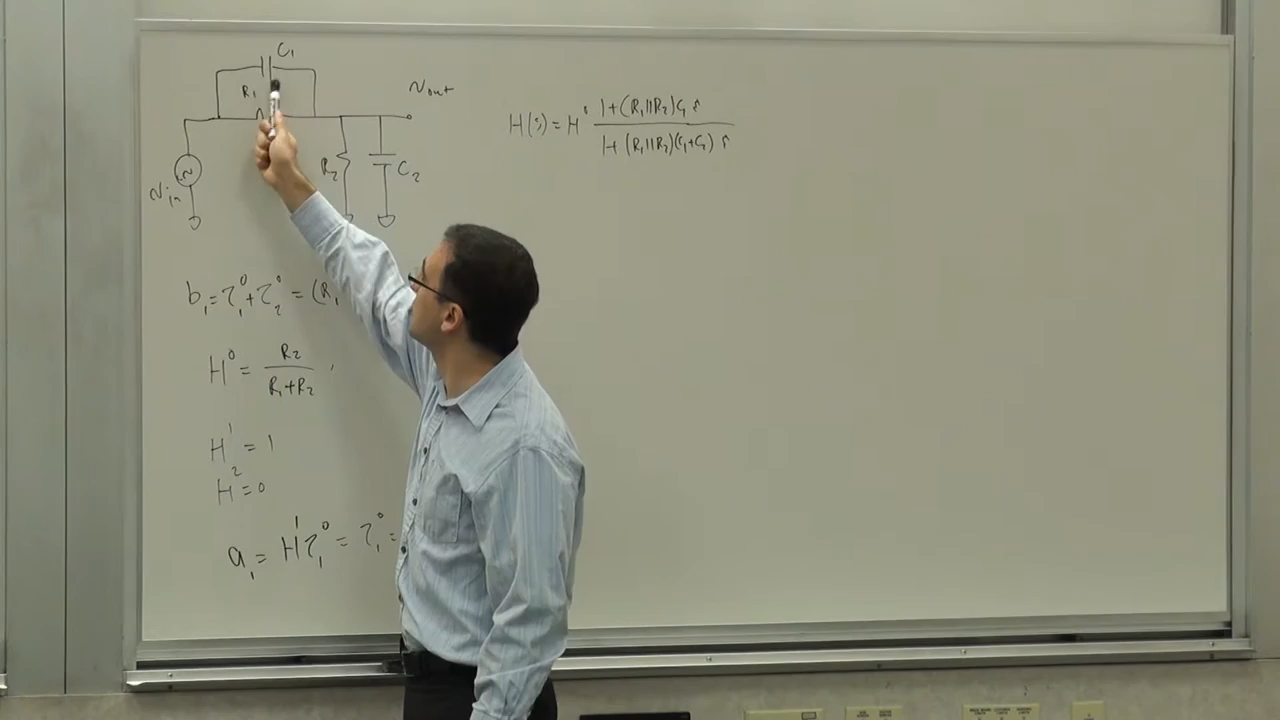 C₁
R₁
vout
R₂
C₂
vin
H(s) = H⁰ (1+(R₁||R₂)C₁ s) / (1+(R₁||R₂)(C₁+C₂) s)
b₁ = τ₁⁰ + τ₂⁰ = (R₁
H⁰ = R₂ / (R₁+R₂)
H¹ = 1
H² = 0
a₁ = H¹τ₁⁰ = τ₁⁰ =